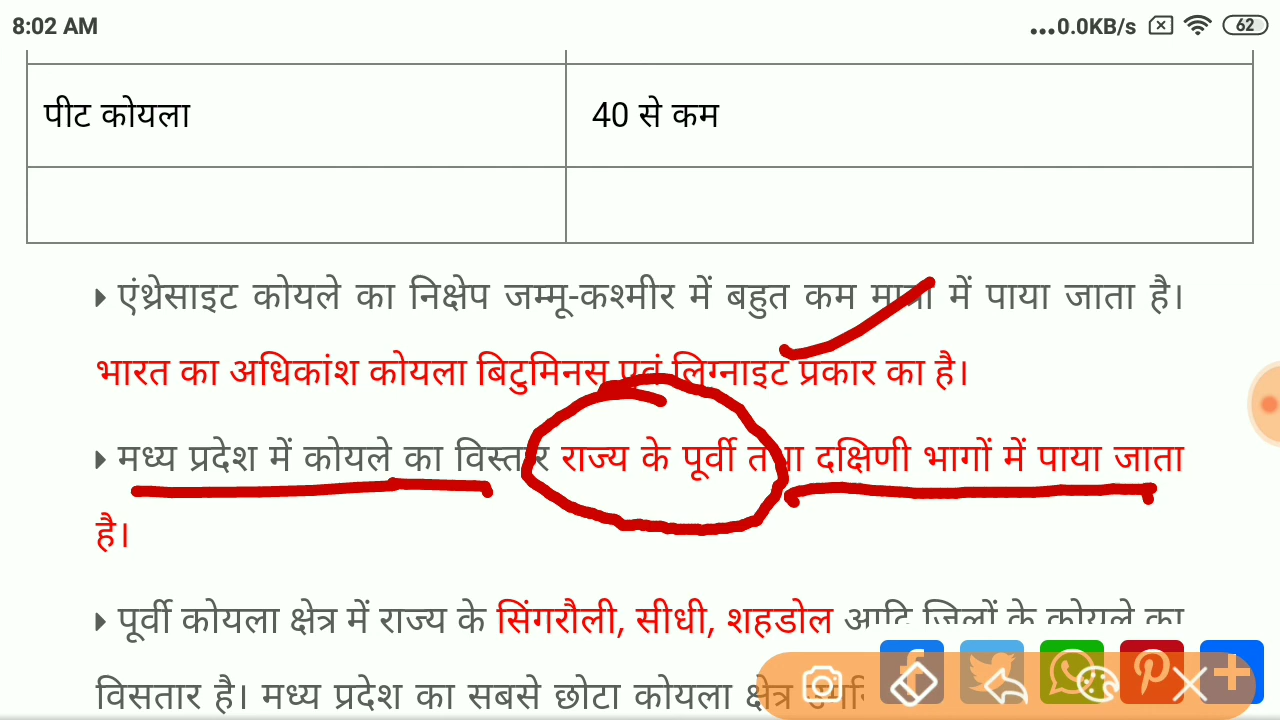 8:02 AM ...0.0KB/s 62
पीट कोयला 40 से कम
एंथ्रेसाइट कोयले का निक्षेप जम्मू-कश्मीर में बहुत कम मात्रा में पाया जाता है।
भारत का अधिकांश कोयला बिटुमिनस एवं लिग्नाइट प्रकार का है।
मध्य प्रदेश में कोयले का विस्तार राज्य के पूर्वी तथा दक्षिणी भागों में पाया जाता
है।
पूर्वी कोयला क्षेत्र में राज्य के सिंगरौली, सीधी, शहडोल आदि जिलों के कोयले का
विसतार है। मध्य प्रदेश का सबसे छोटा कोयला क्षेत्र